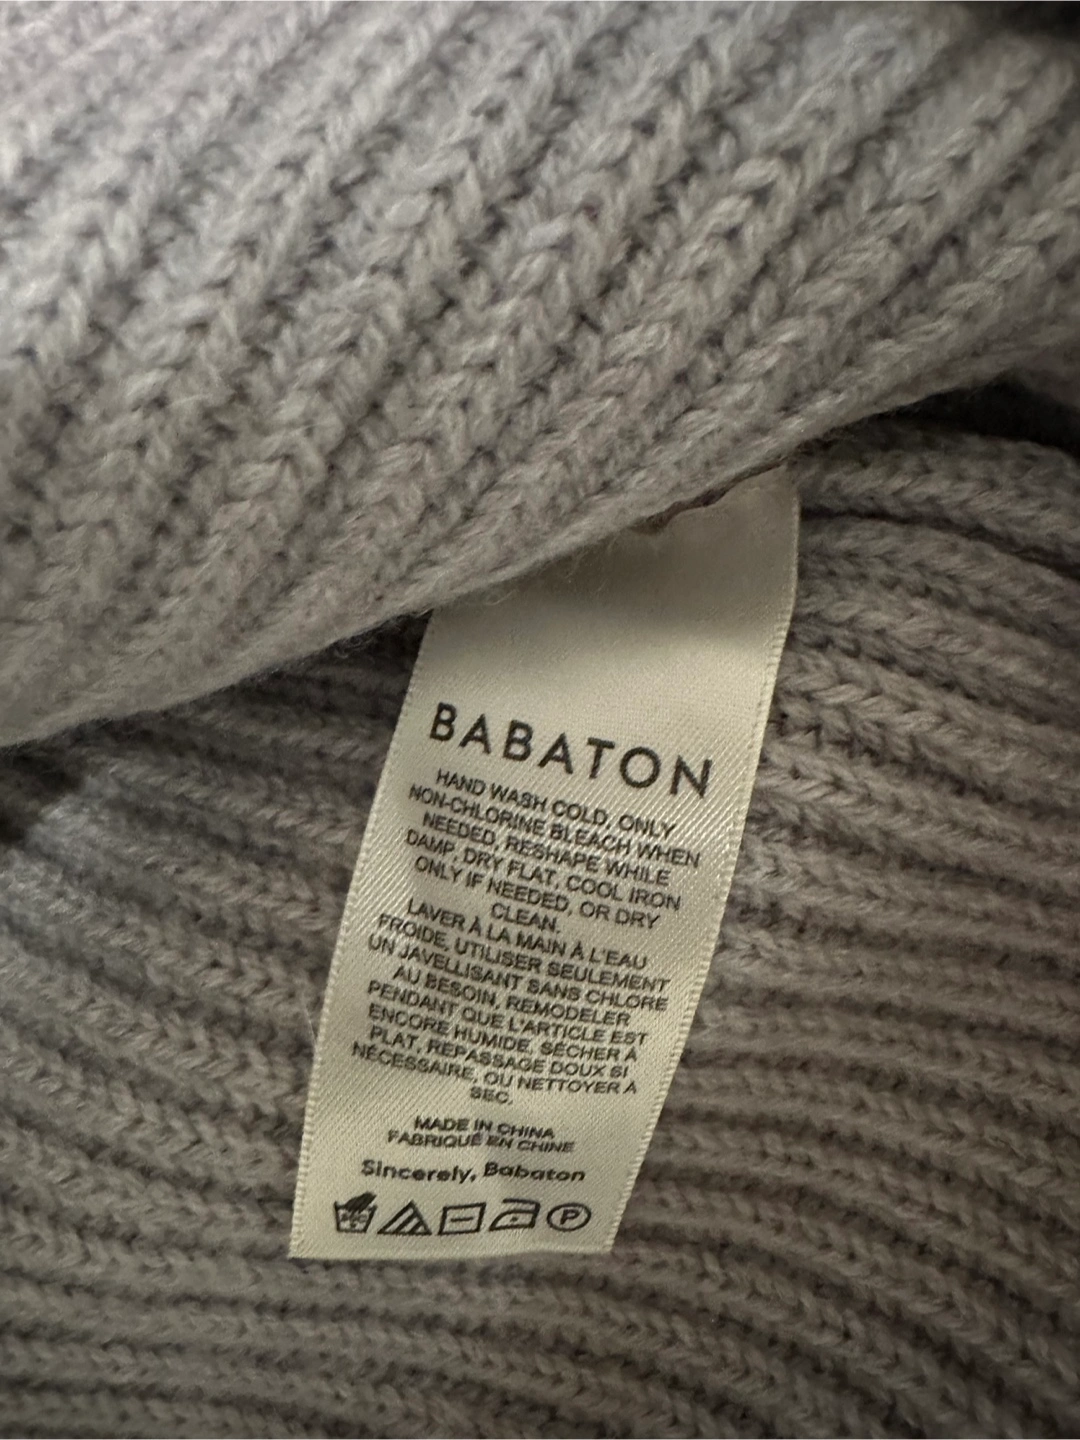 BABATON
HAND WASH COLD, ONLY
NON-CHLORINE BLEACH WHEN
NEEDED, RESHAPE WHILE
DAMP, DRY FLAT, COOL IRON
ONLY IF NEEDED, OR DRY
CLEAN.
LAVER À LA MAIN À L'EAU
FROIDE, UTILISER SEULEMENT
UN JAVELLISANT SANS CHLORE
AU BESOIN, REMODELER
PENDANT QUE L'ARTICLE EST
ENCORE HUMIDE, SÉCHER À
PLAT, REPASSAGE DOUX SI
NÉCESSAIRE, OU NETTOYER À
SEC.
MADE IN CHINA
FABRIQUÉ EN CHINE
Sincerely, Babaton
P